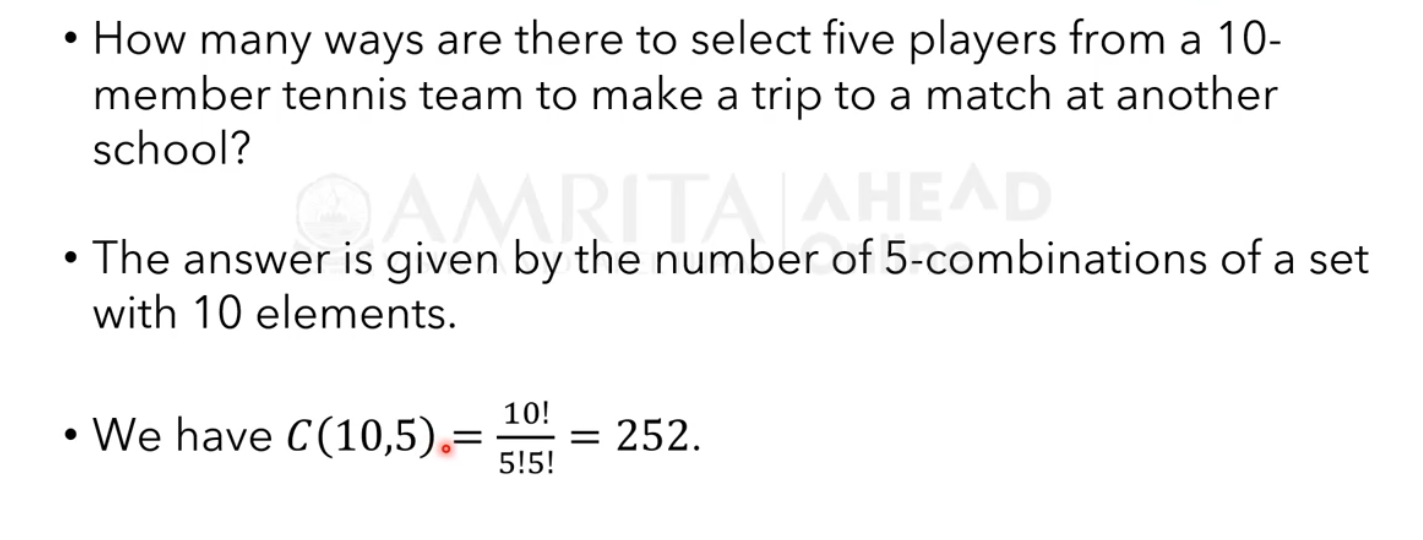 • How many ways are there to select five players from a 10-
member tennis team to make a trip to a match at another
school?
AMRITA AHEAD
Online
• The answer is given by the number of 5-combinations of a set
with 10 elements.
• We have C(10,5) = 10!/5!5! = 252.